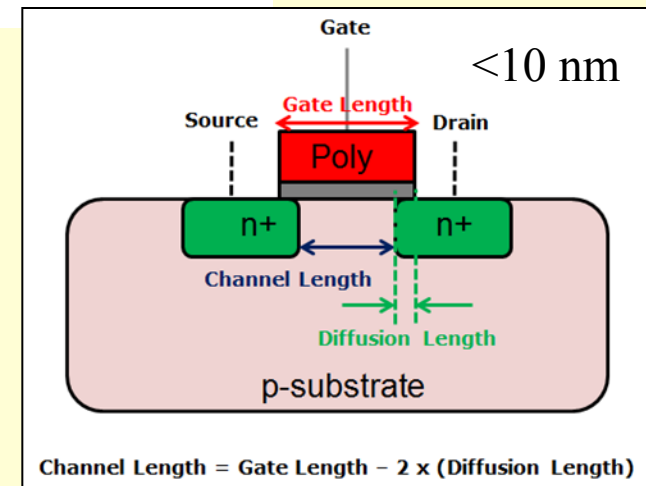 Gate
<10 nm
Gate Length
Source
Drain
Poly
n+
n+
Channel Length
Diffusion Length
p-substrate
Channel Length = Gate Length – 2 x (Diffusion Length)